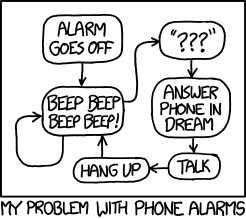 ALARM
GOES OFF
BEEP BEEP
BEEP BEEP!
"???"
ANSWER
PHONE IN
DREAM
TALK
HANG UP
MY PROBLEM WITH PHONE ALARMS